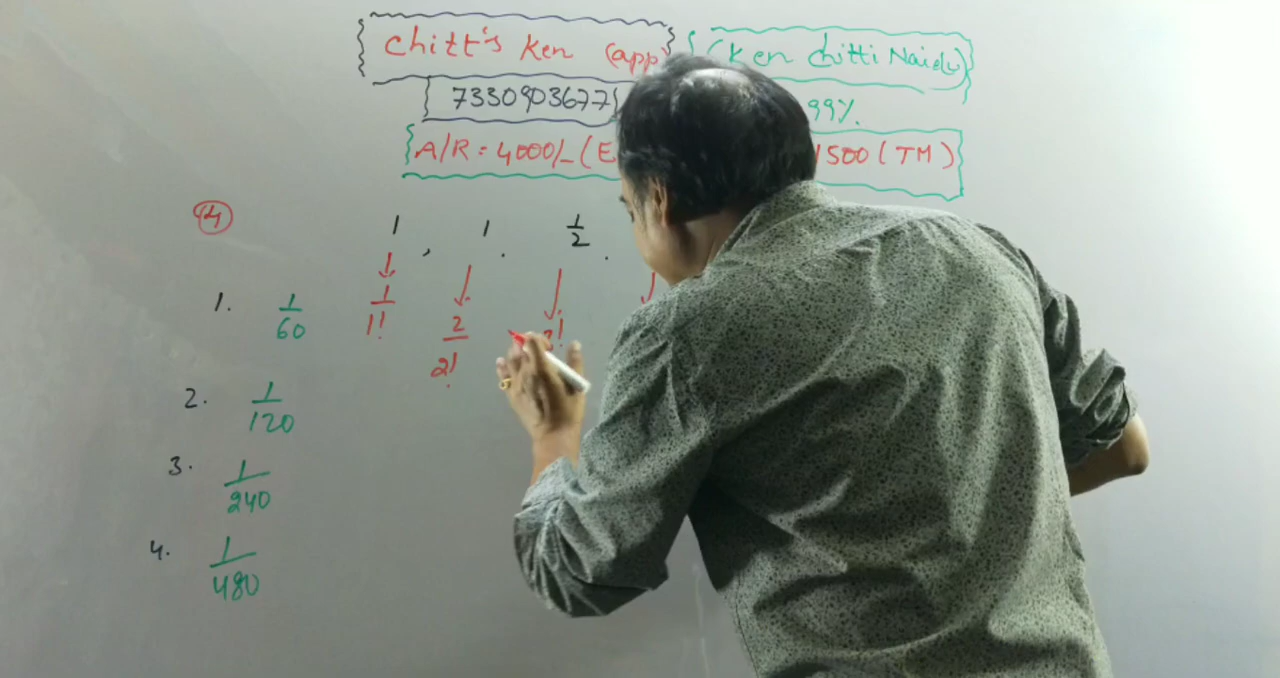 Chitt's Ken (app)
(Ken Chitti Naidu)
7330903677
99%.
A/R = 4000/- (E
1500 (TM)
4
1 , 1 . 1/2 .
1. 1/60
1/1! 2/2! !
2. 1/120
3. 1/240
4. 1/480